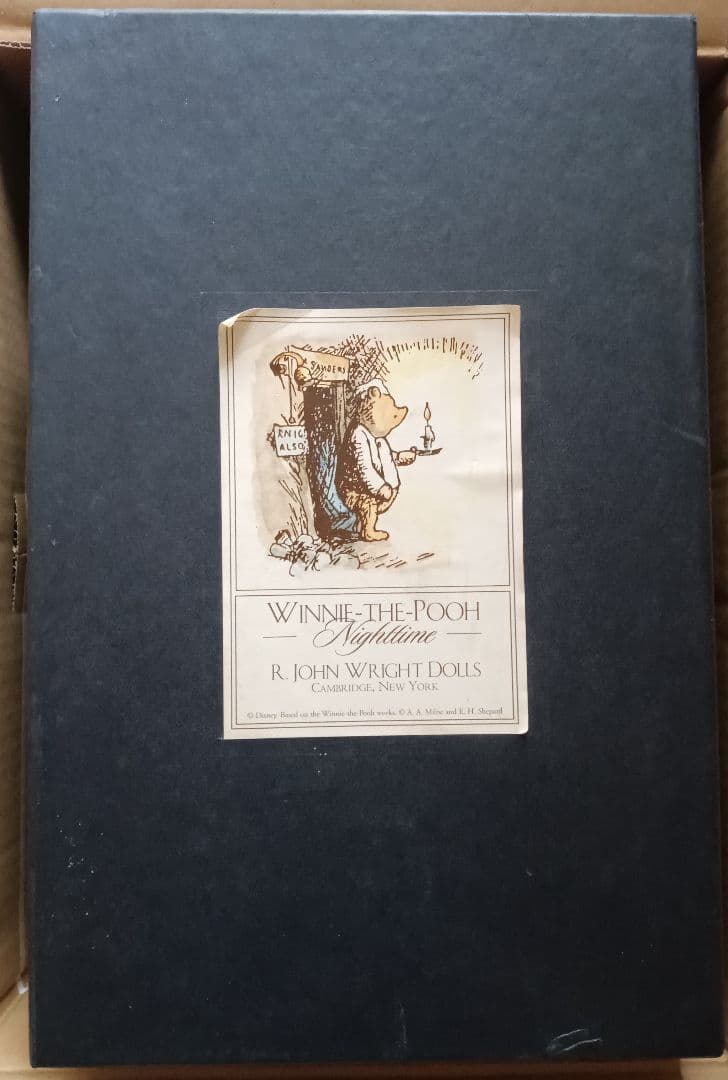 SANDERS
RNIG
ALSO
WINNIE-THE-POOH
Nighttime
R. JOHN WRIGHT DOLLS
CAMBRIDGE, NEW YORK
© Disney. Based on the Winnie the Pooh works. © A. A. Milne and E. H. Shepard